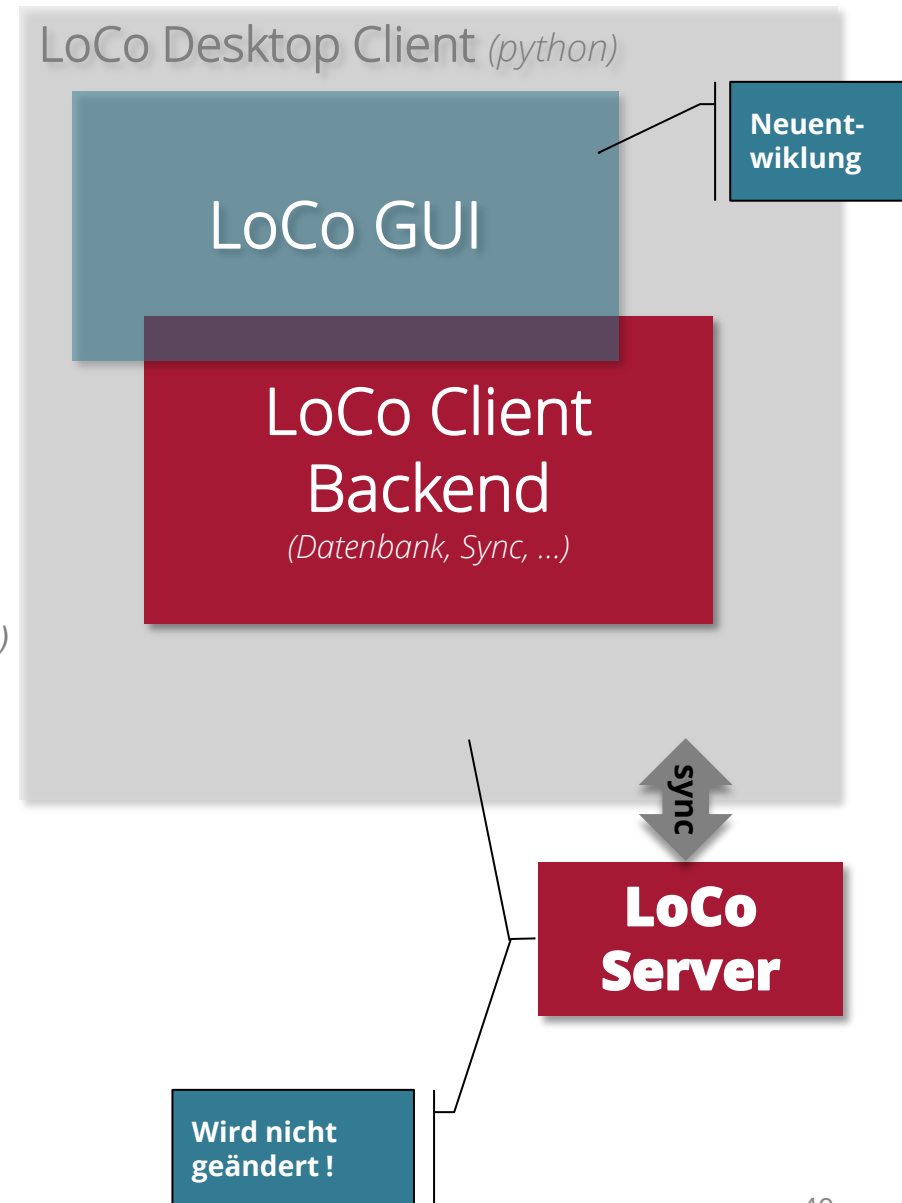 LoCo Desktop Client (python)
Neuent-
wiklung
LoCo GUI
LoCo Client
Backend
(Datenbank, Sync, ...)
)
sync
LoCo
Server
Wird nicht
geändert !